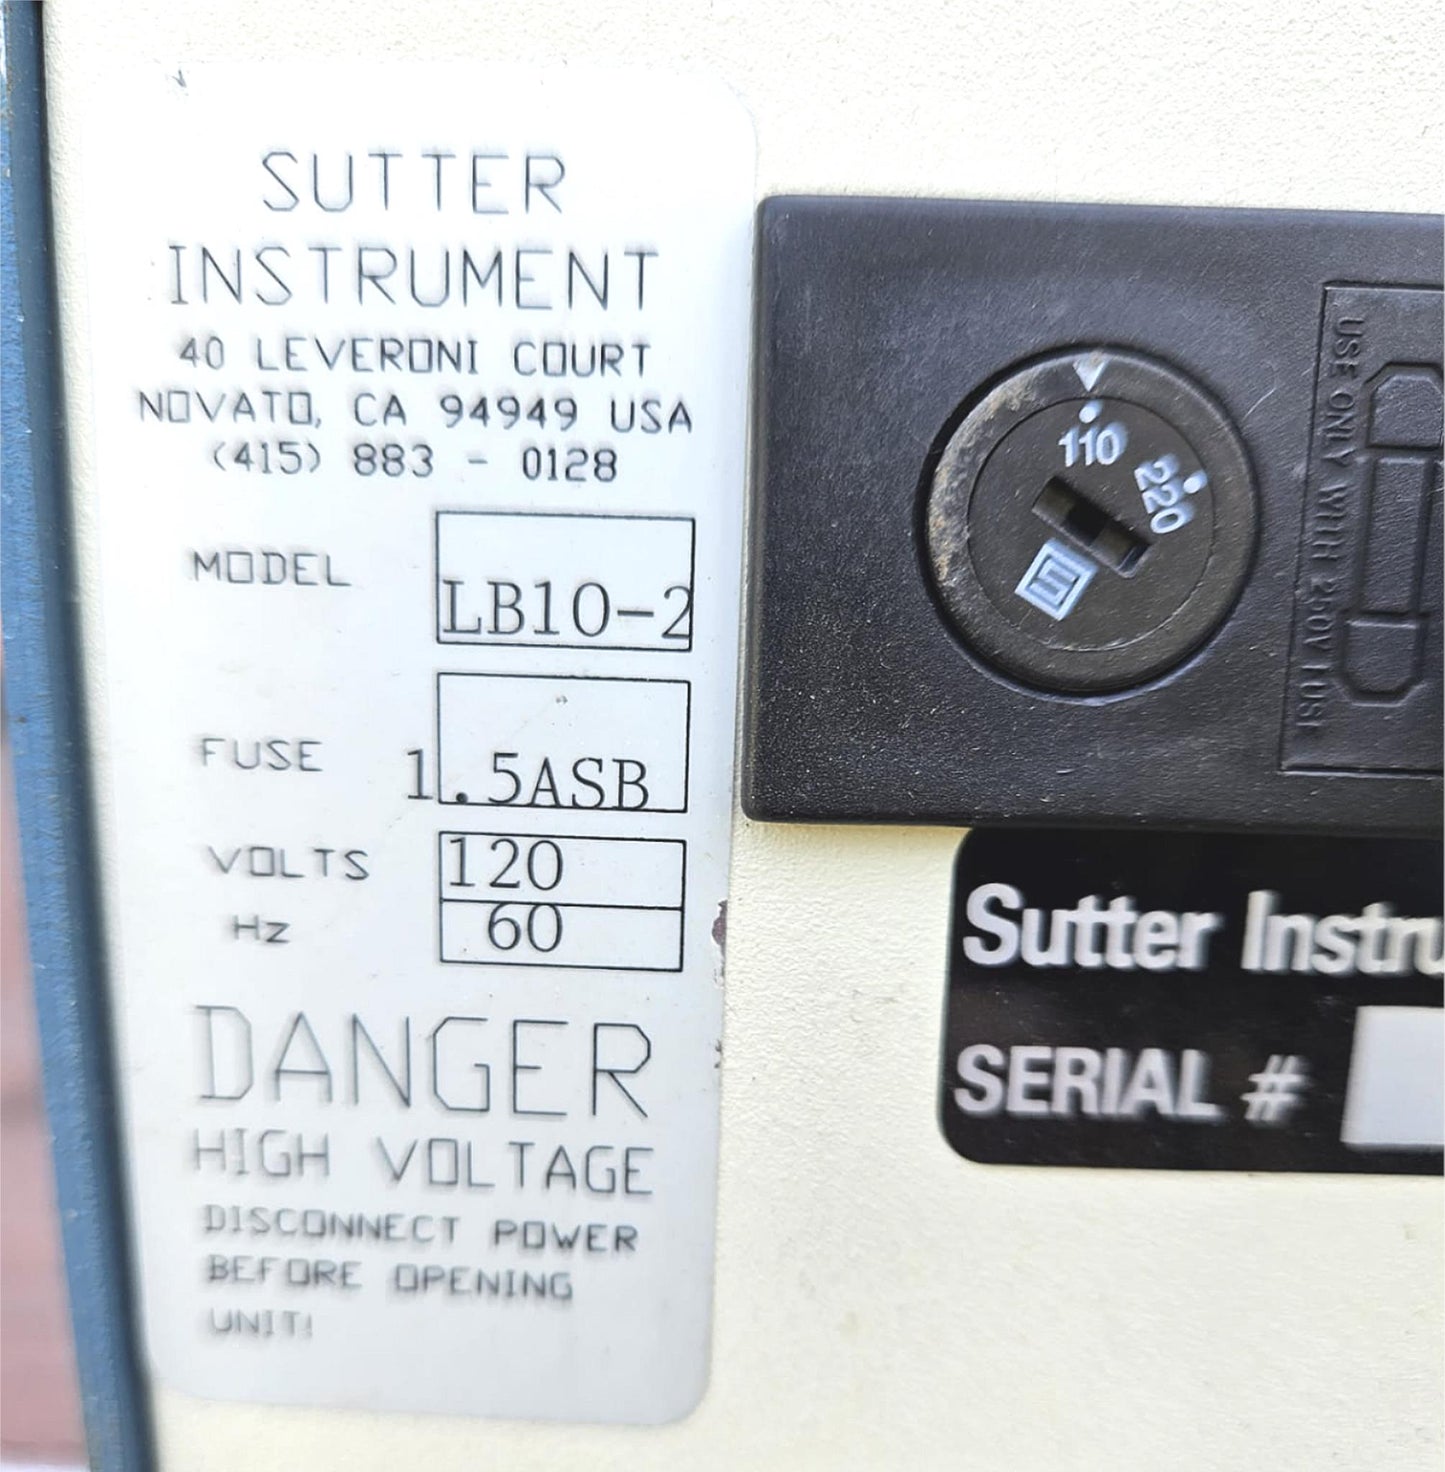 SUTTER
INSTRUMENT
40 LEVERONI COURT
NOVATO, CA 94949 USA
(415) 883 - 0128
MODEL LB10-2
FUSE 1.5ASB
VOLTS 120
Hz 60
DANGER
HIGH VOLTAGE
DISCONNECT POWER
BEFORE OPENING
UNIT!
110
220
USE ONLY WITH 250V FUSE
Sutter Instru
SERIAL #